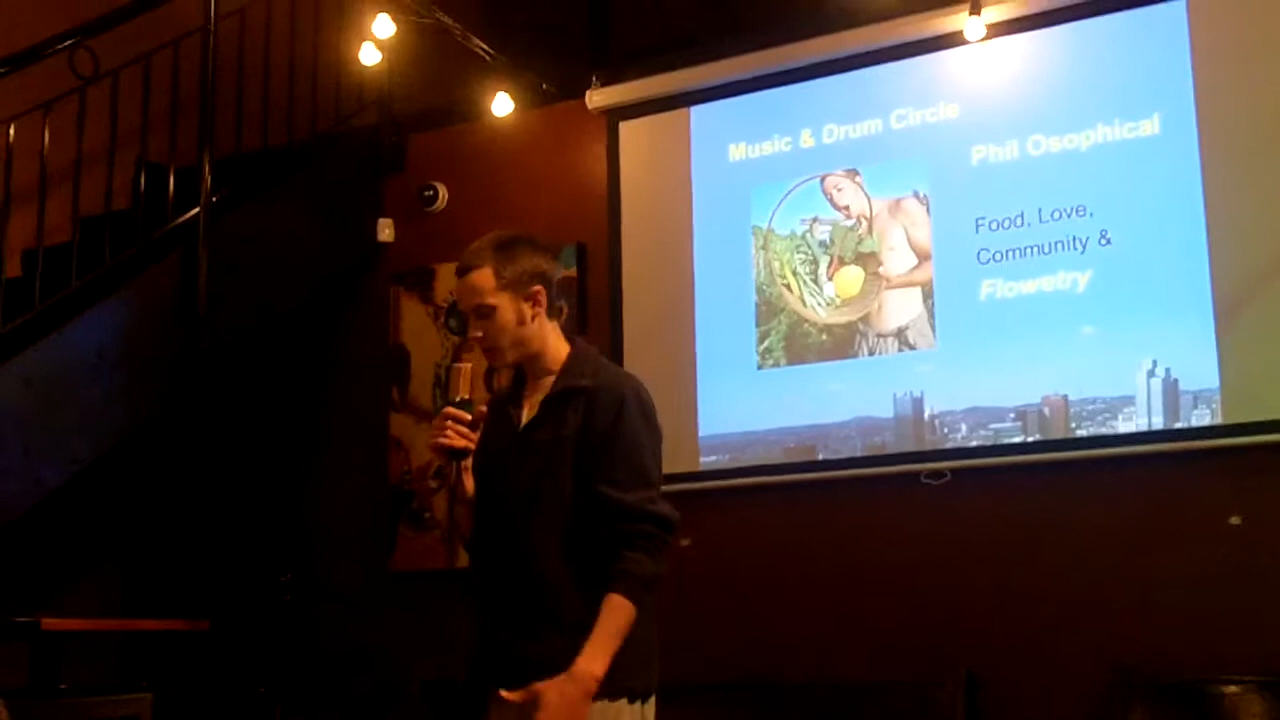 Music & Drum Circle
Phil Osophical
Food, Love,
Community &
Flowetry